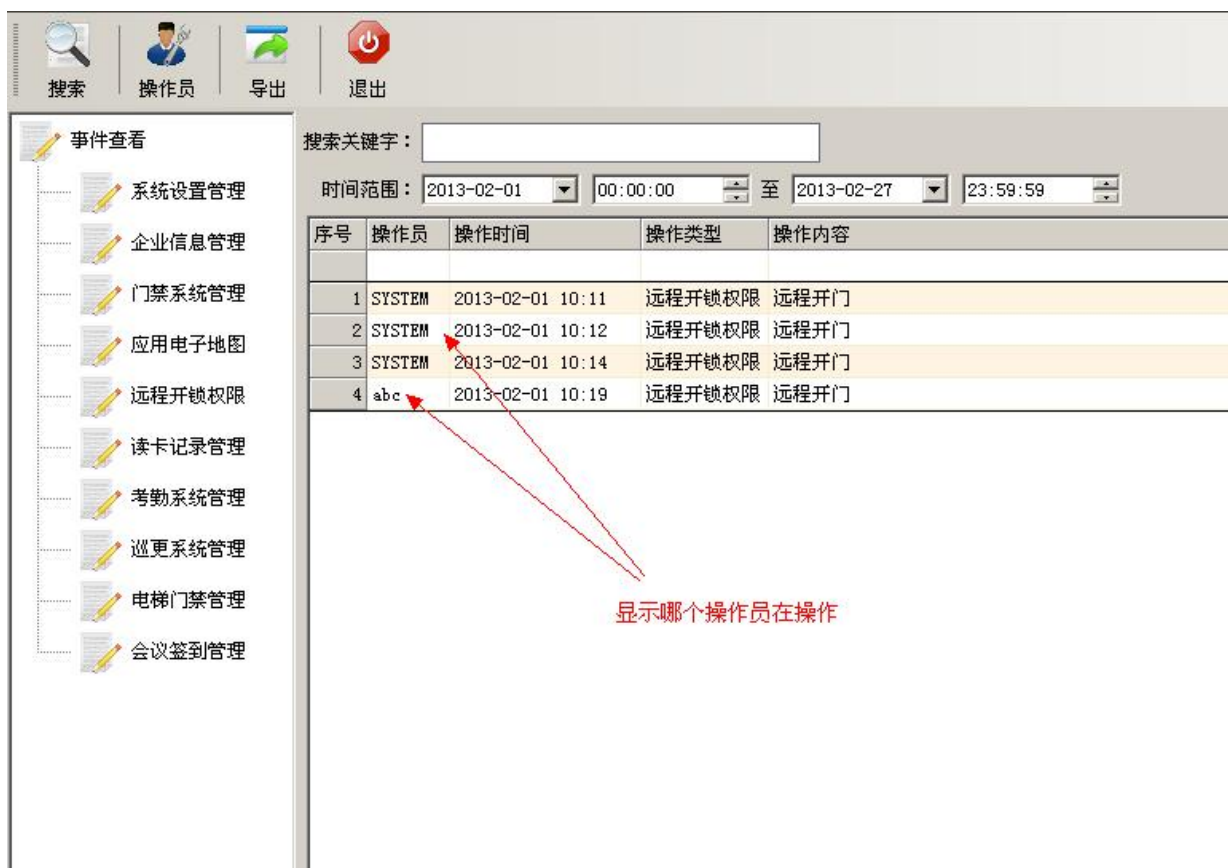 搜索 操作员 导出 退出
事件查看
系统设置管理
企业信息管理
门禁系统管理
应用电子地图
远程开锁权限
读卡记录管理
考勤系统管理
巡更系统管理
电梯门禁管理
会议签到管理
搜索关键字：
时间范围： 2013-02-01 00:00:00 至 2013-02-27 23:59:59
序号 操作员 操作时间 操作类型 操作内容
1 SYSTEM 2013-02-01 10:11 远程开锁权限 远程开门
2 SYSTEM 2013-02-01 10:12 远程开锁权限 远程开门
3 SYSTEM 2013-02-01 10:14 远程开锁权限 远程开门
4 abc 2013-02-01 10:19 远程开锁权限 远程开门
显示哪个操作员在操作